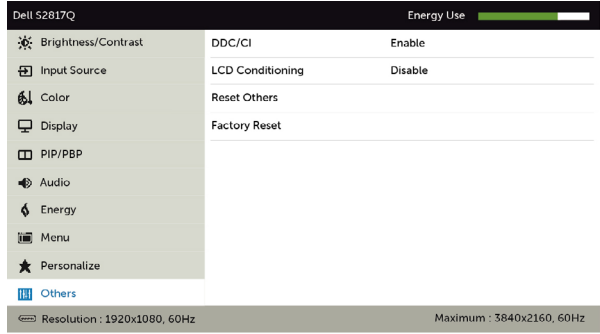 Dell S2817Q Energy Use
Brightness/Contrast
Input Source
Color
Display
PIP/PBP
Audio
Energy
Menu
Personalize
Others
DDC/CI Enable
LCD Conditioning Disable
Reset Others
Factory Reset
Resolution : 1920x1080, 60Hz Maximum : 3840x2160, 60Hz